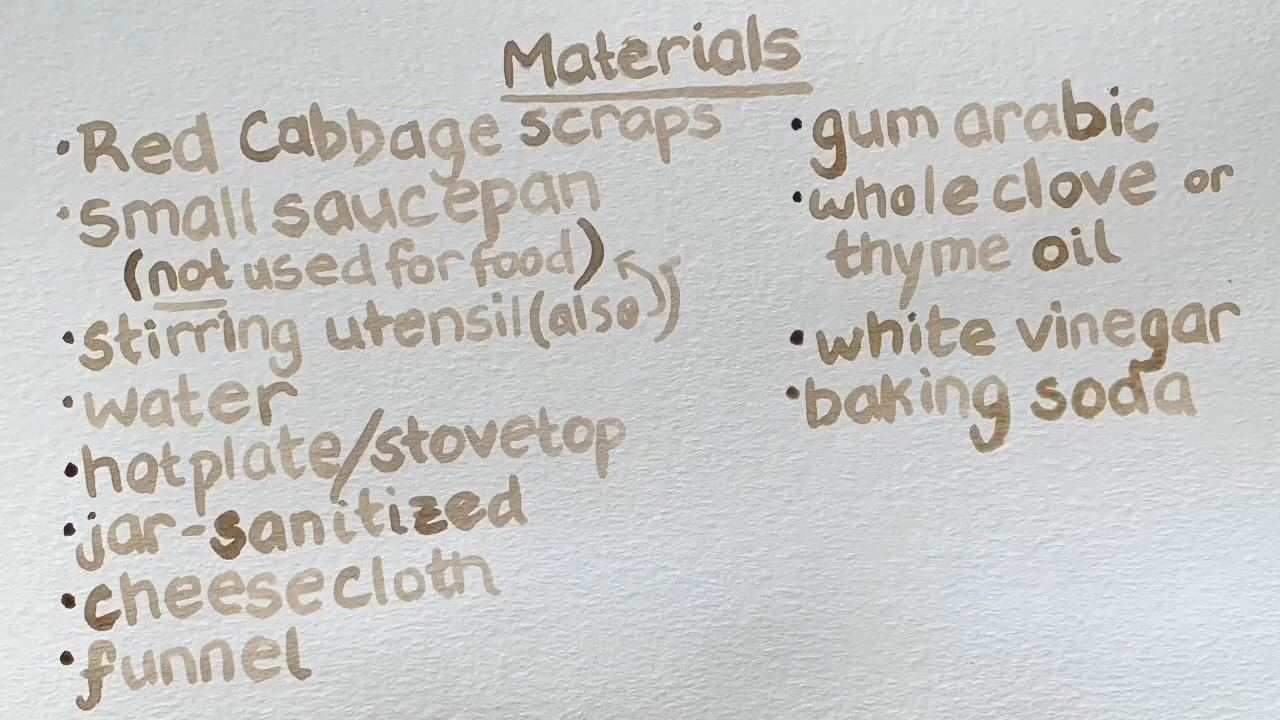 Materials
• Red Cabbage scraps
• small saucepan
(not used for food)
• stirring utensil (also)
• water
• hotplate/stovetop
• jar-sanitized
• cheesecloth
• funnel
• gum arabic
• whole clove or
thyme oil
• white vinegar
• baking soda